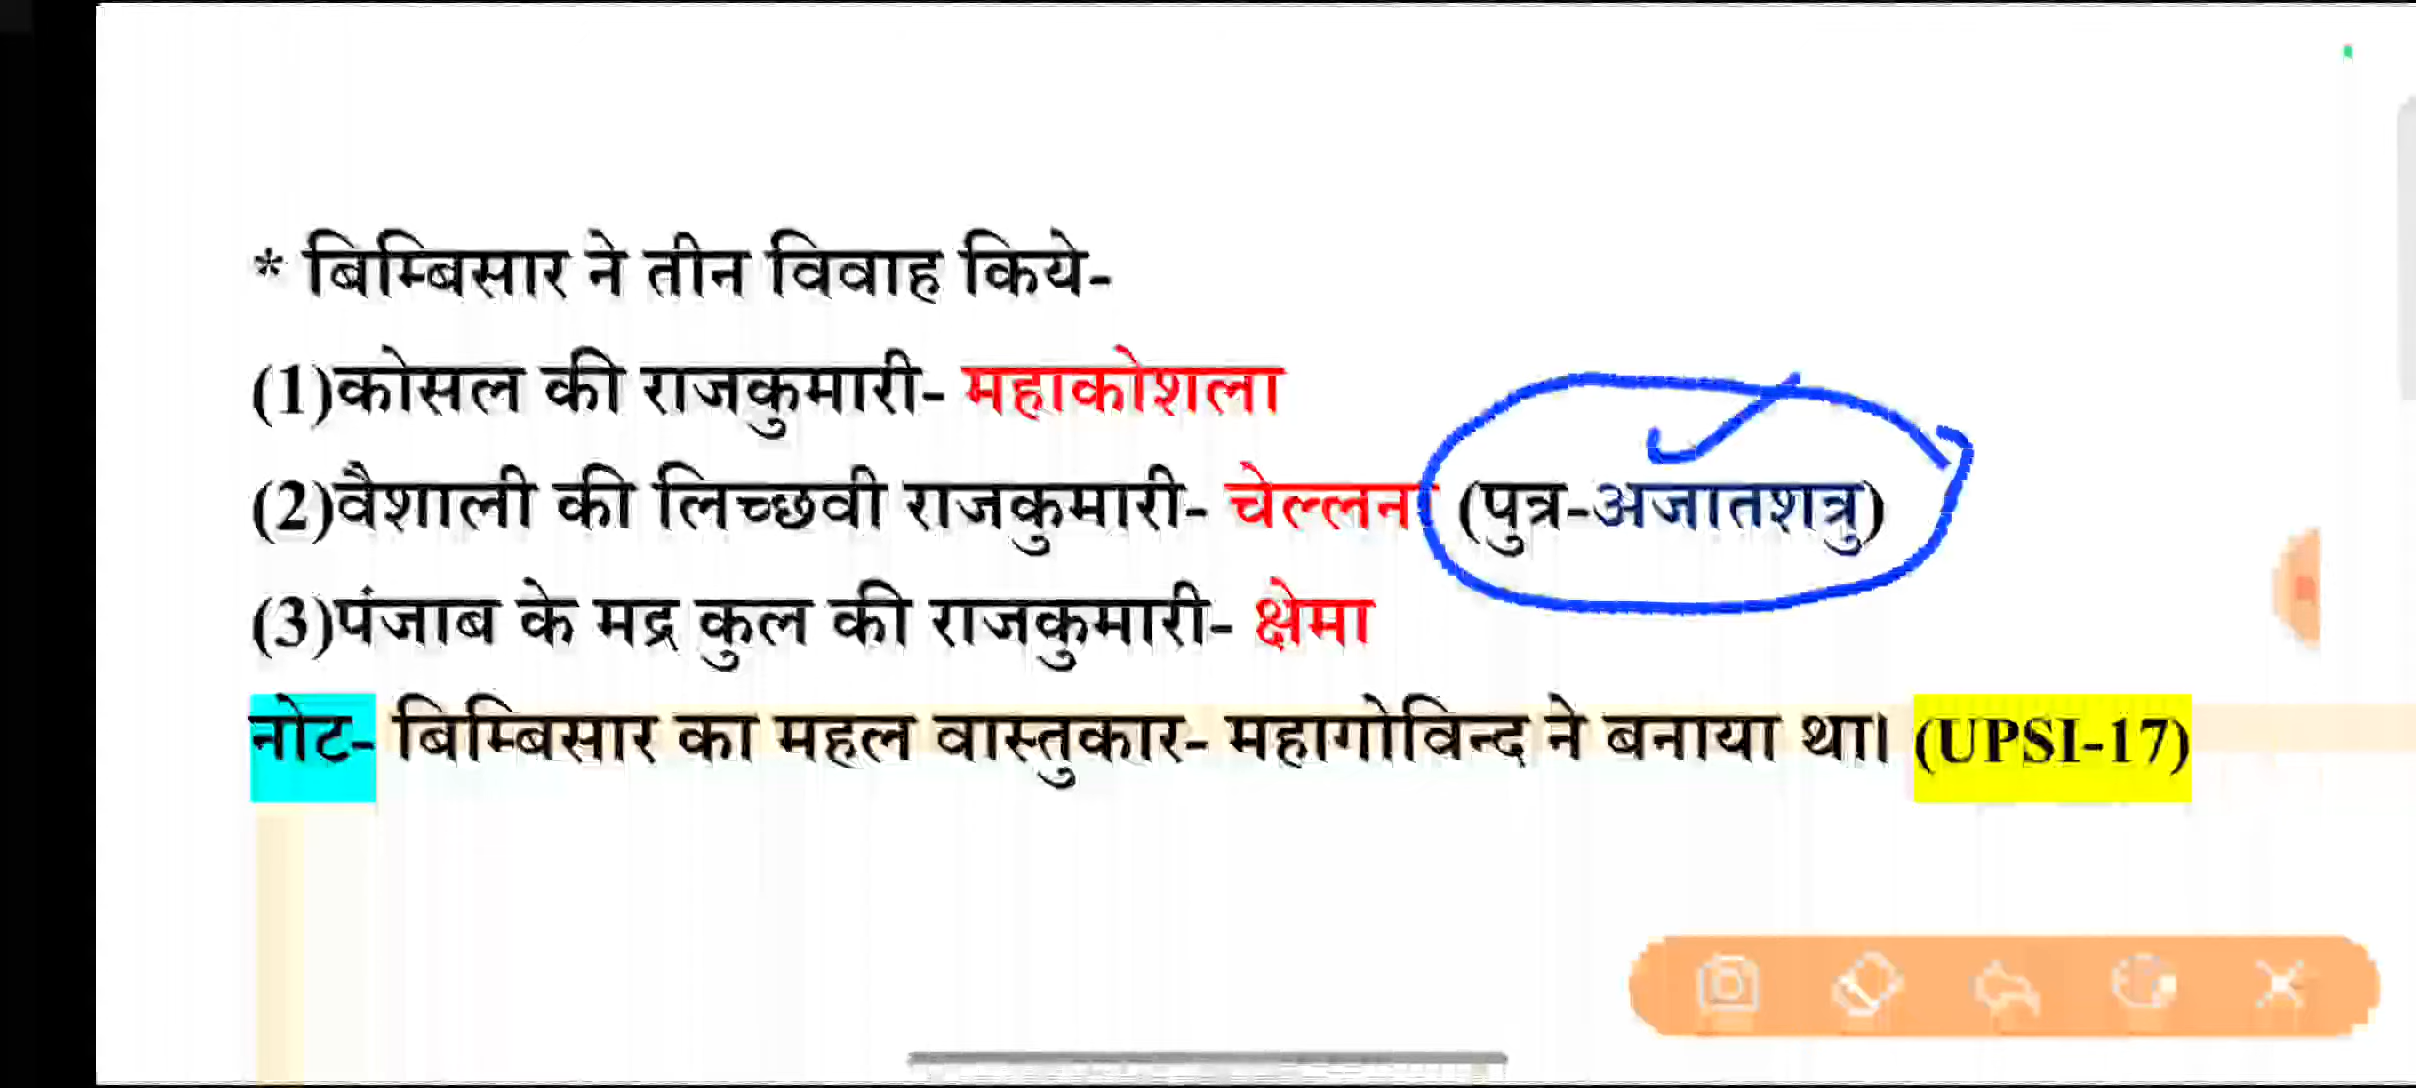 * बिम्बिसार ने तीन विवाह किये-
(1)कोसल की राजकुमारी- महाकोशला
(2)वैशाली की लिच्छवी राजकुमारी- चेल्लना (पुत्र-अजातशत्रु)
(3)पंजाब के मद्र कुल की राजकुमारी- क्षेमा
नोट- बिम्बिसार का महल वास्तुकार- महागोविन्द ने बनाया था। (UPSI-17)